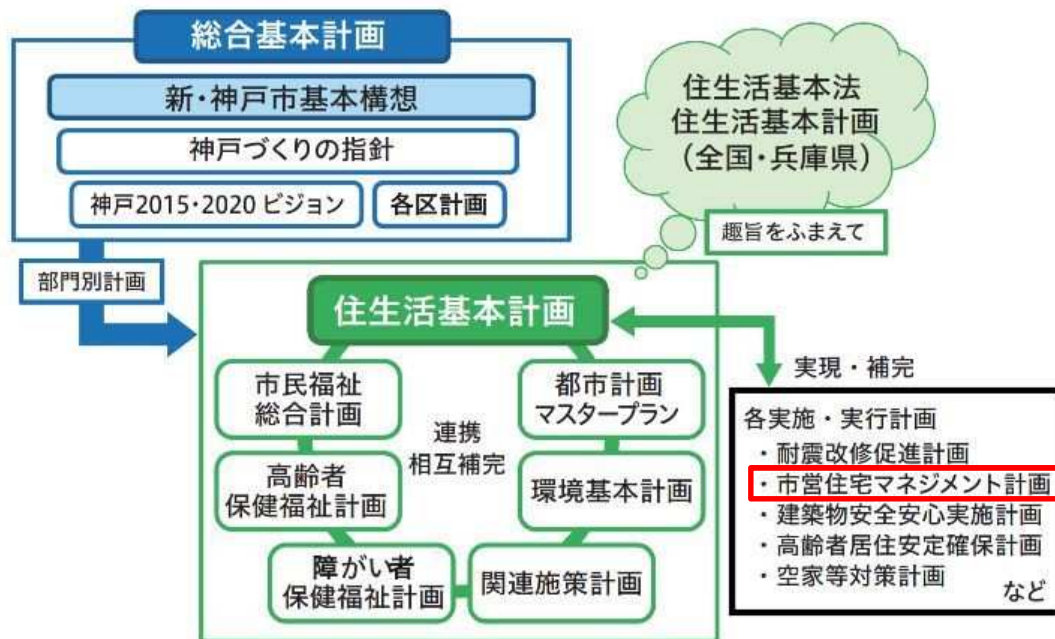 総合基本計画
新・神戸市基本構想
神戸づくりの指針
神戸2015・2020 ビジョン
各区計画
住生活基本法
住生活基本計画
（全国・兵庫県）
趣旨をふまえて
部門別計画
住生活基本計画
市民福祉
総合計画
高齢者
保健福祉計画
障がい者
保健福祉計画
連携
相互補完
都市計画
マスタープラン
環境基本計画
関連施策計画
実現・補完
各実施・実行計画
・耐震改修促進計画
・市営住宅マネジメント計画
・建築物安全安心実施計画
・高齢者居住安定確保計画
・空家等対策計画
など